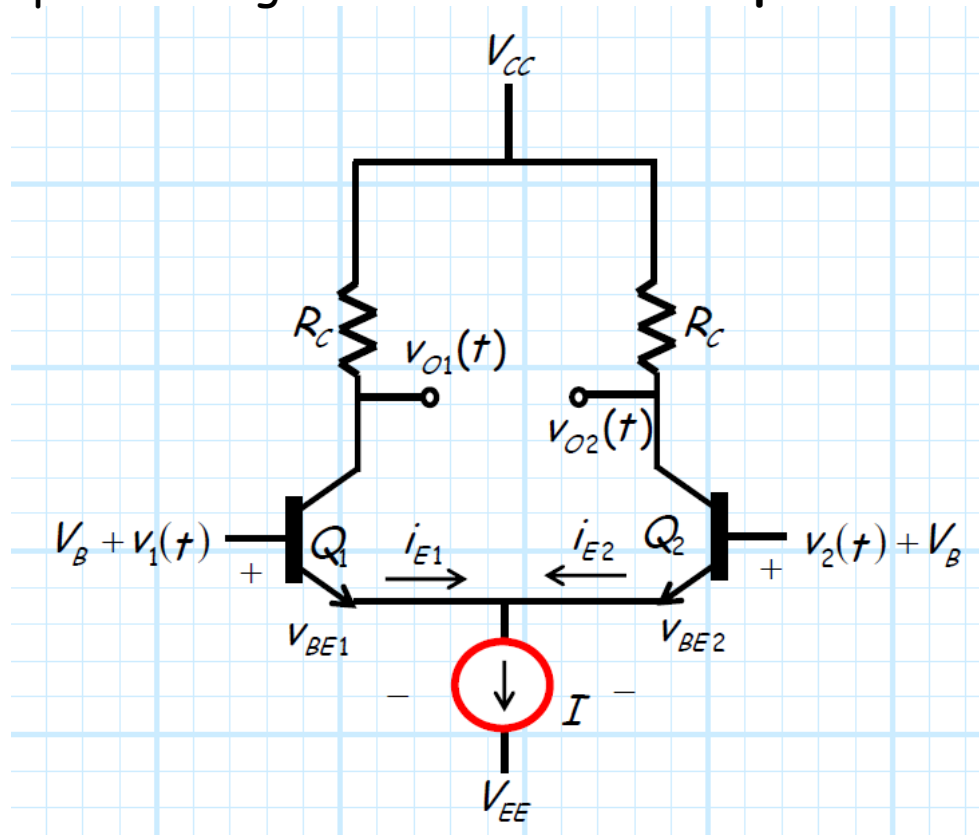 V_CC
R_C
R_C
v_O1(t)
v_O2(t)
V_B + v_1(t)
+
Q_1
i_E1
i_E2
Q_2
+
v_2(t) + V_B
v_BE1
v_BE2
−
I
−
V_EE